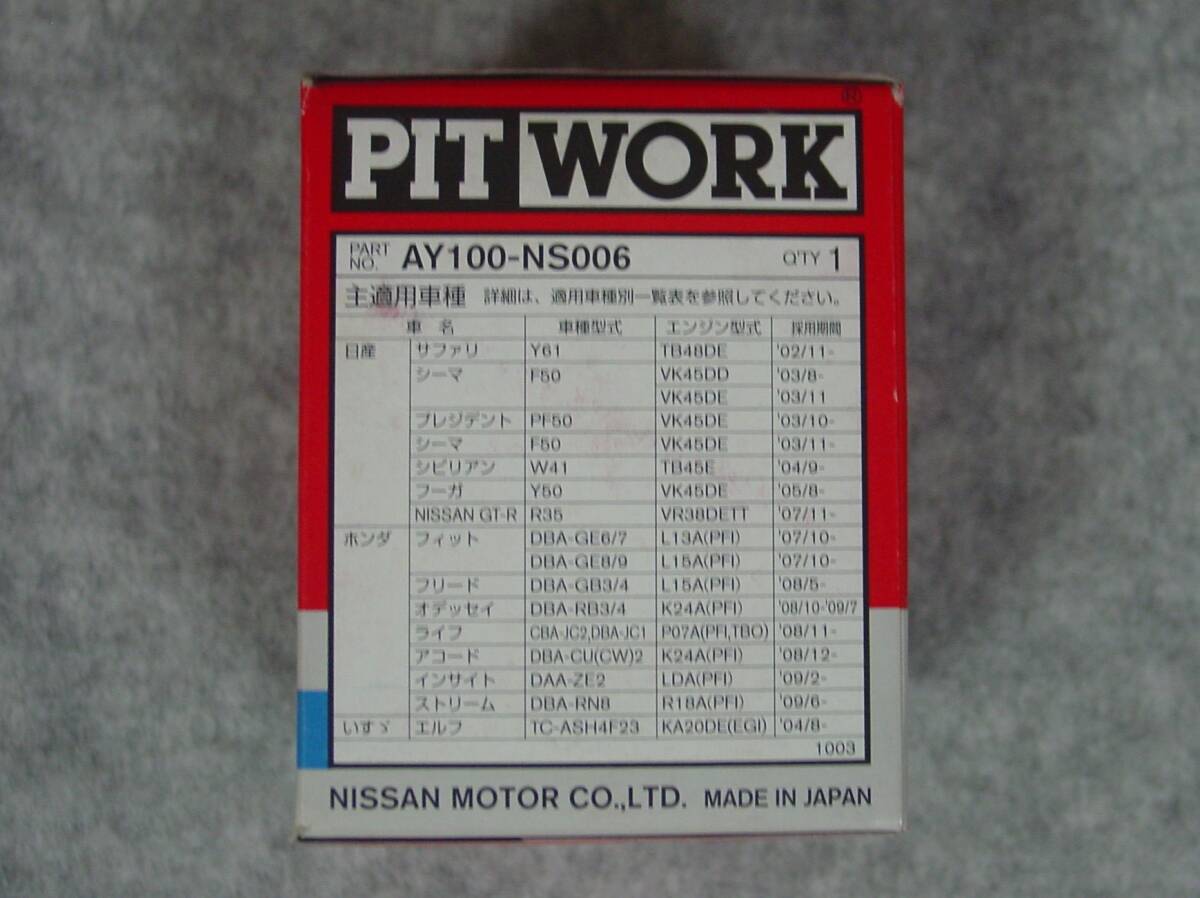 ®
PIT WORK
PART NO. AY100-NS006 Q'TY 1
主適用車種 詳細は、適用車種別一覧表を参照してください。
車 名 車種型式 エンジン型式 採用期間
日産 サファリ Y61 TB48DE '02/11-
シーマ F50 VK45DD '03/8-
VK45DE '03/11
プレジデント PF50 VK45DE '03/10-
シーマ F50 VK45DE '03/11-
シビリアン W41 TB45E '04/9-
フーガ Y50 VK45DE '05/8-
NISSAN GT-R R35 VR38DETT '07/11-
ホンダ フィット DBA-GE6/7 L13A(PFI) '07/10-
DBA-GE8/9 L15A(PFI) '07/10-
フリード DBA-GB3/4 L15A(PFI) '08/5-
オデッセイ DBA-RB3/4 K24A(PFI) '08/10-'09/7
ライフ CBA-JC2,DBA-JC1 P07A(PFI,TBO) '08/11-
アコード DBA-CU(CW)2 K24A(PFI) '08/12-
インサイト DAA-ZE2 LDA(PFI) '09/2-
ストリーム DBA-RN8 R18A(PFI) '09/6-
いすゞ エルフ TC-ASH4F23 KA20DE(EGI) '04/8-
1003
NISSAN MOTOR CO.,LTD. MADE IN JAPAN